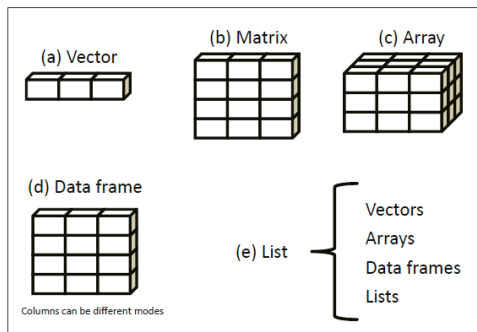 (a) Vector
(b) Matrix
(c) Array
(d) Data frame
Columns can be different modes
(e) List
Vectors
Arrays
Data frames
Lists